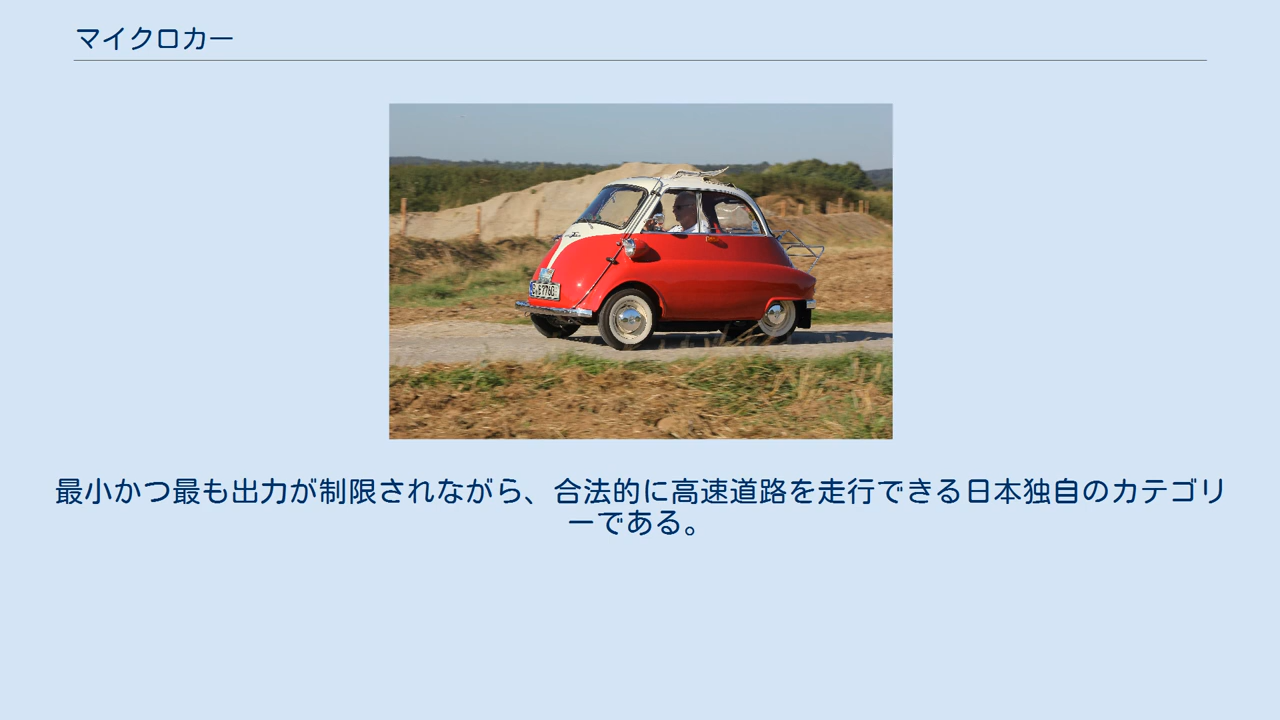 マイクロカー
最小かつ最も出力が制限されながら、合法的に高速道路を走行できる日本独自のカテゴリ
ーである。